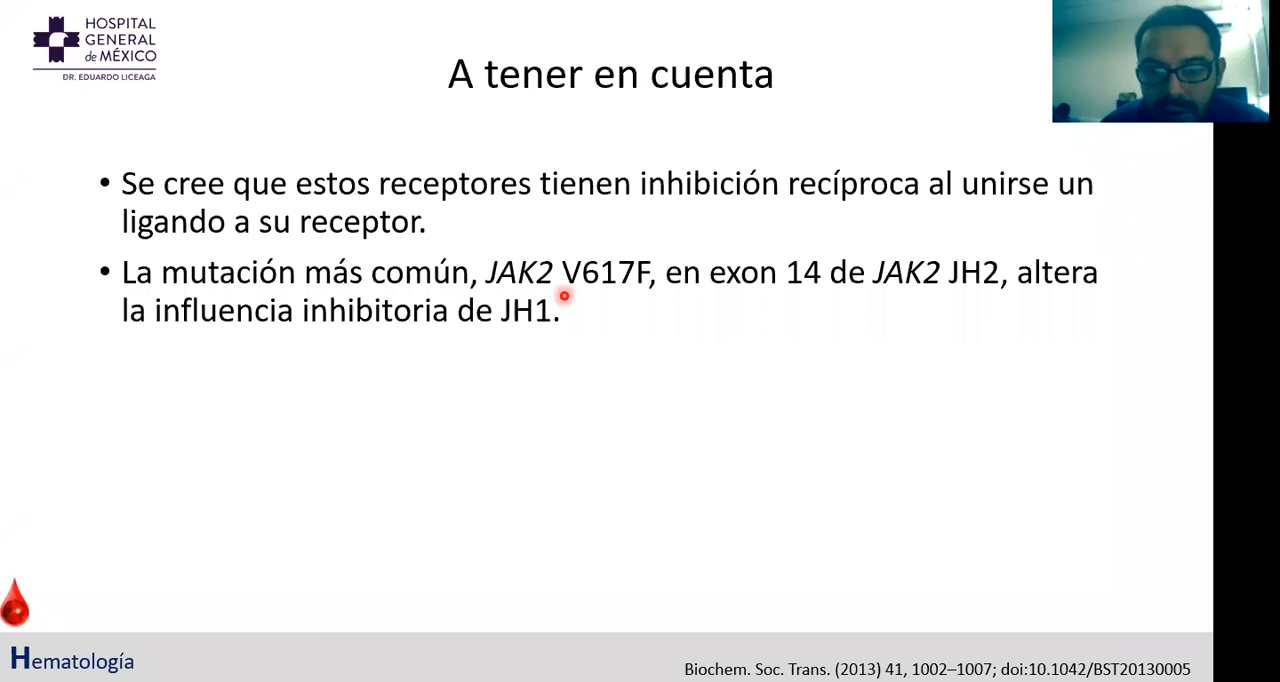 HOSPITAL
GENERAL
de MÉXICO
DR. EDUARDO LICEAGA
A tener en cuenta
• Se cree que estos receptores tienen inhibición recíproca al unirse un
ligando a su receptor.
• La mutación más común, JAK2 V617F, en exon 14 de JAK2 JH2, altera
la influencia inhibitoria de JH1.
Hematología
Biochem. Soc. Trans. (2013) 41, 1002–1007; doi:10.1042/BST20130005